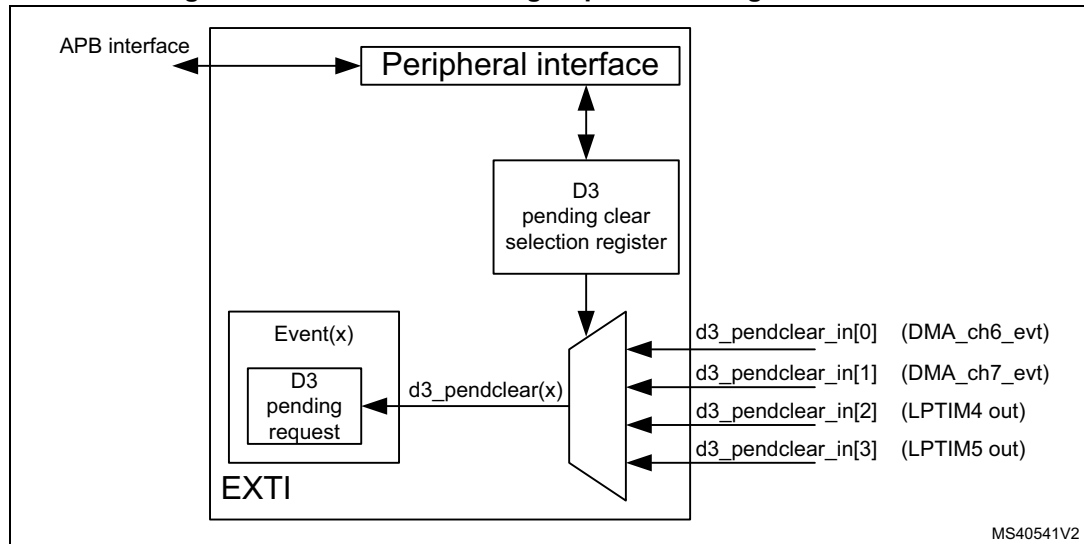 APB interface
Peripheral interface
D3
pending clear
selection register
Event(x)
D3
pending
request
d3_pendclear(x)
d3_pendclear_in[0] (DMA_ch6_evt)
d3_pendclear_in[1] (DMA_ch7_evt)
d3_pendclear_in[2] (LPTIM4 out)
d3_pendclear_in[3] (LPTIM5 out)
EXTI
MS40541V2